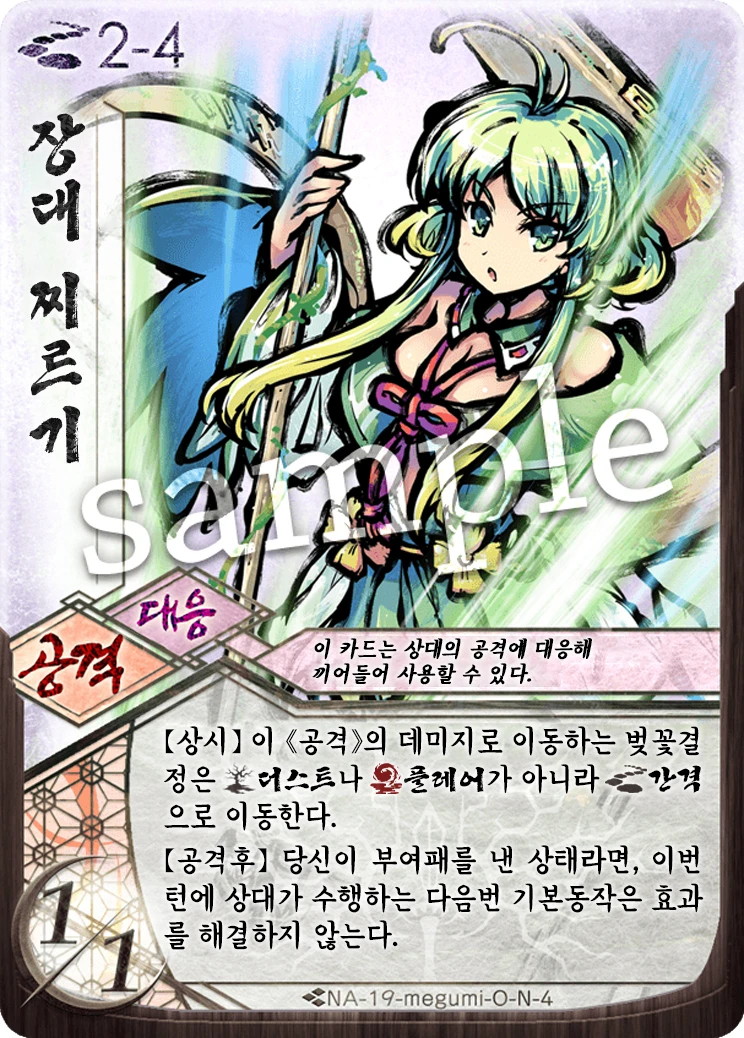 2-4
장대 찌르기
sample
대응
공격
이 카드는 상대의 공격에 대응해
끼어들어 사용할 수 있다.
【상시】 이 《공격》의 데미지로 이동하는 벚꽃결
정은 더스트나 플레어가 아니라 간격
으로 이동한다.
【공격후】 당신이 부여패를 낸 상태라면, 이번
턴에 상대가 수행하는 다음번 기본동작은 효과
를 해결하지 않는다.
1/1
NA-19-megumi-O-N-4